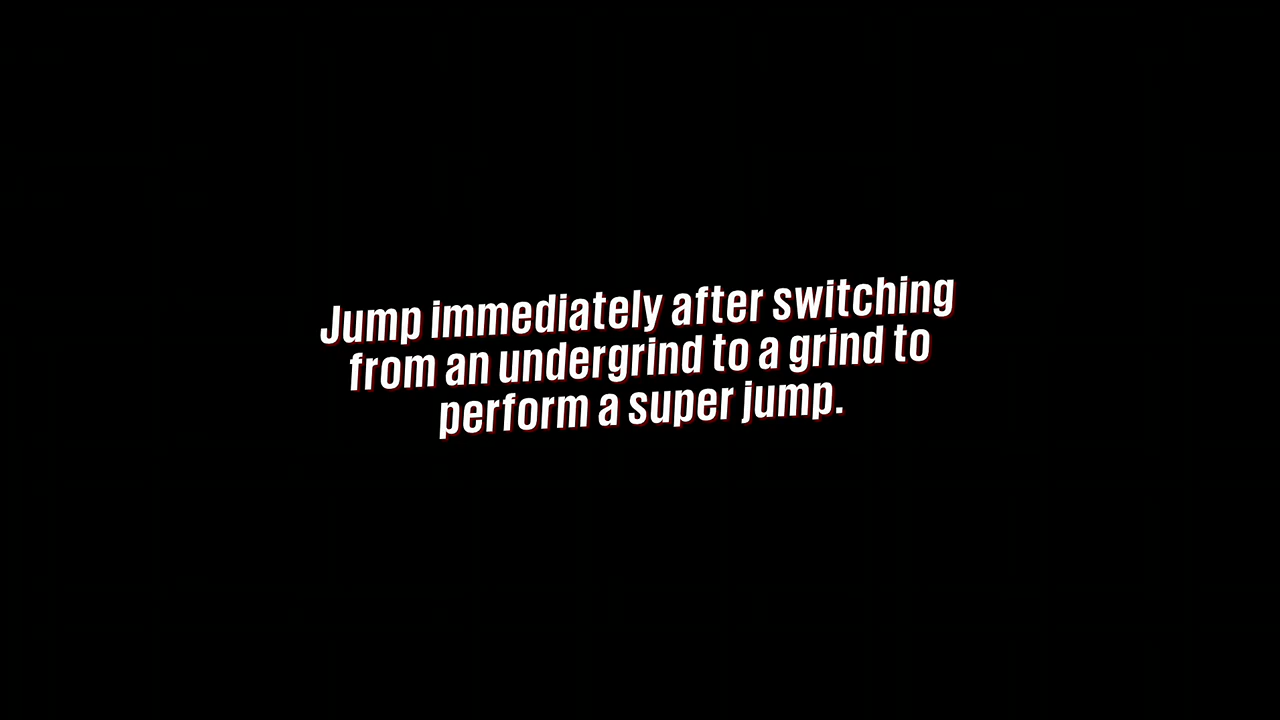 Jump immediately after switching
from an undergrind to a grind to
perform a super jump.